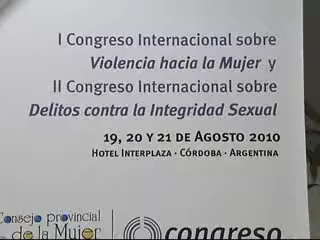 I Congreso Internacional sobre
Violencia hacia la Mujer y
II Congreso Internacional sobre
Delitos contra la Integridad Sexual
19, 20 y 21 de Agosto 2010
Hotel Interplaza · Córdoba · Argentina
Consejo provincial
de la Mujer
congreso